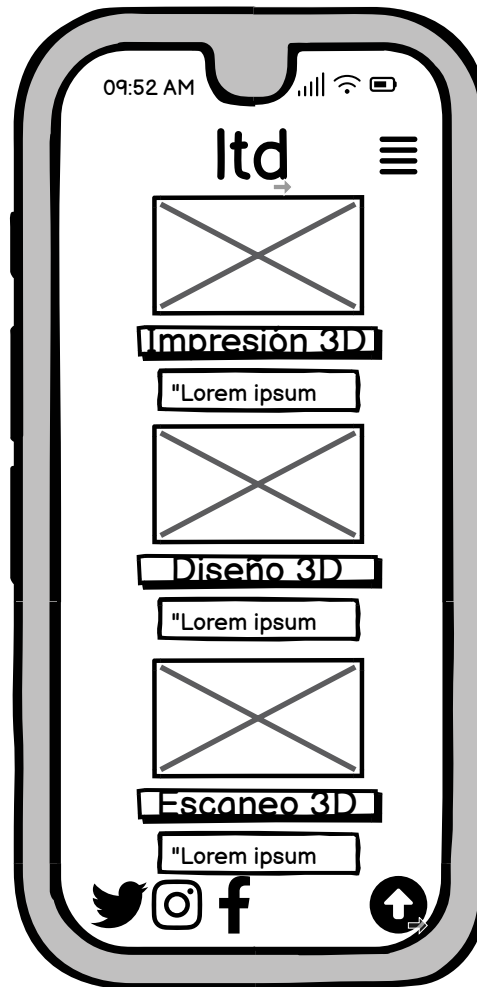 09:52 AM
ltd
Impresión 3D
"Lorem ipsum
Diseño 3D
"Lorem ipsum
Escaneo 3D
"Lorem ipsum